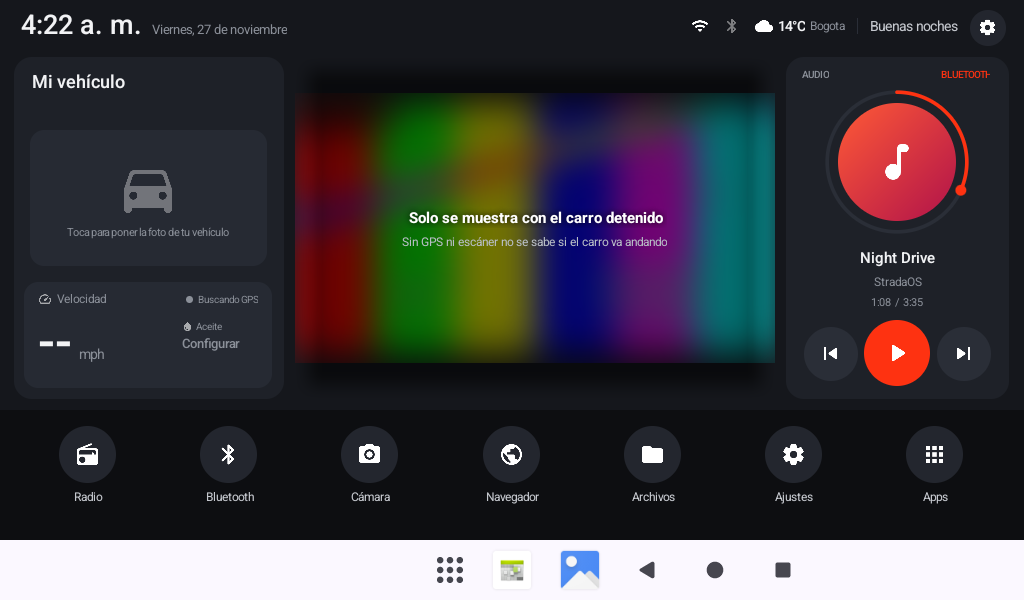 4:22 a. m.
Viernes, 27 de noviembre
14°C Bogota
Buenas noches
Mi vehículo
Toca para poner la foto de tu vehículo
Velocidad
Buscando GPS
-- mph
Aceite
Configurar
Solo se muestra con el carro detenido
Sin GPS ni escáner no se sabe si el carro va andando
AUDIO
BLUETOOTH
Night Drive
StradaOS
1:08 / 3:35
Radio
Bluetooth
Cámara
Navegador
Archivos
Ajustes
Apps